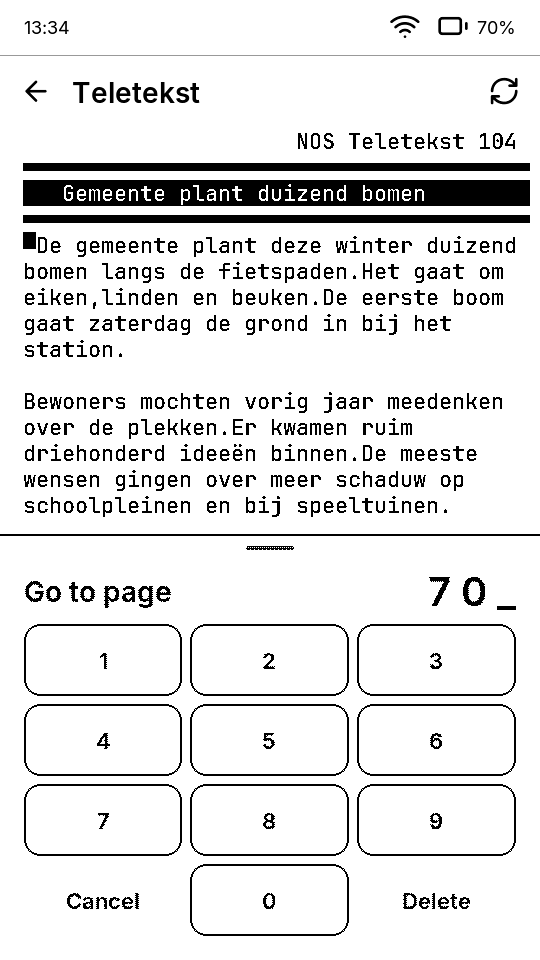 13:34
70%
Teletekst
NOS Teletekst 104
Gemeente plant duizend bomen
De gemeente plant deze winter duizend
bomen langs de fietspaden.Het gaat om
eiken,linden en beuken.De eerste boom
gaat zaterdag de grond in bij het
station.
Bewoners mochten vorig jaar meedenken
over de plekken.Er kwamen ruim
driehonderd ideeën binnen.De meeste
wensen gingen over meer schaduw op
schoolpleinen en bij speeltuinen.
Go to page
7 0 _
1 2 3
4 5 6
7 8 9
Cancel 0 Delete